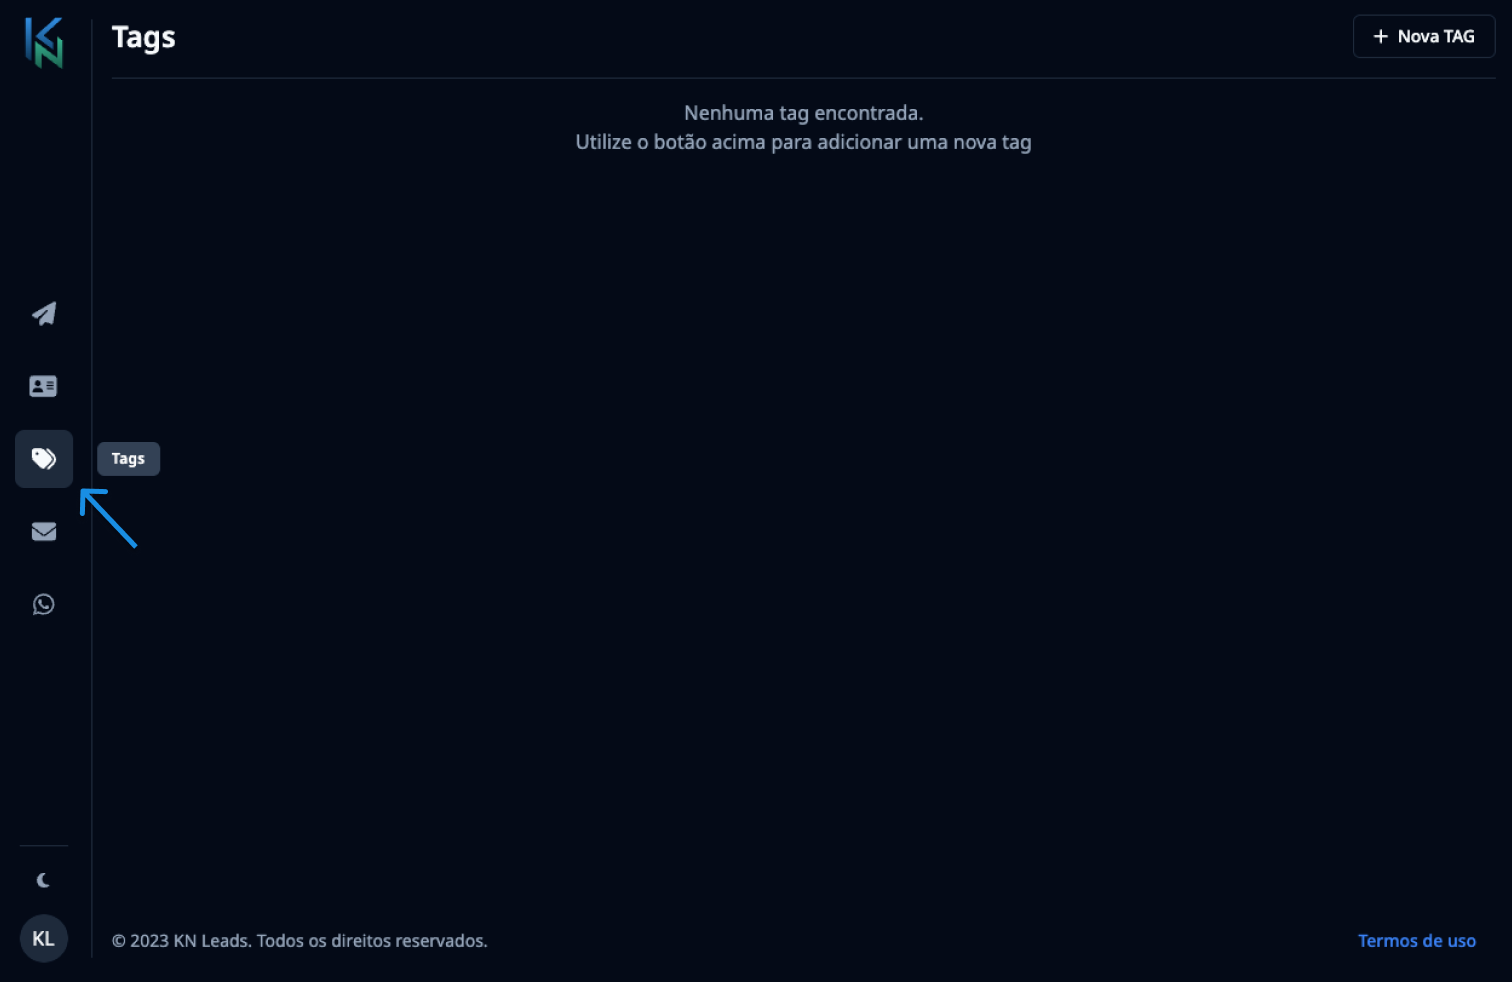 KN
Tags
+ Nova TAG
Nenhuma tag encontrada.
Utilize o botão acima para adicionar uma nova tag
Tags
KL
© 2023 KN Leads. Todos os direitos reservados.
Termos de uso